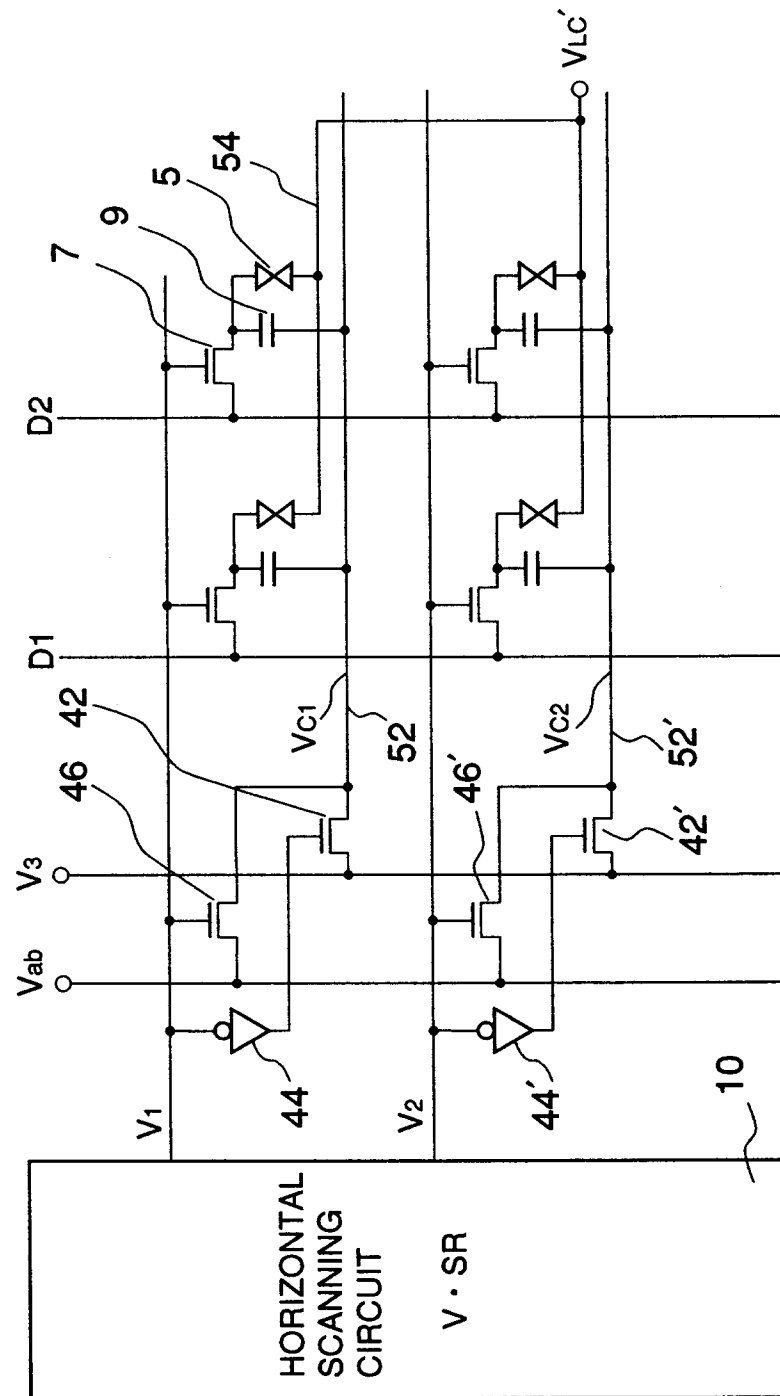 HORIZONTAL
SCANNING
CIRCUIT
V · SR
10
V1
V2
44
44′
Vab
V3
46
42
46′
42′
VC1
52
VC2
52′
D1
D2
7
9
5
54
VLC′